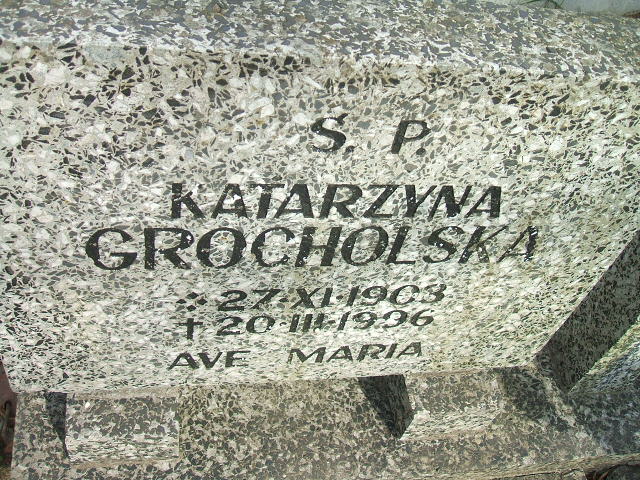 Ś. P
KATARZYNA
GROCHOLSKA
* 27·XI·1903
† 20·III·1996
AVE MARIA